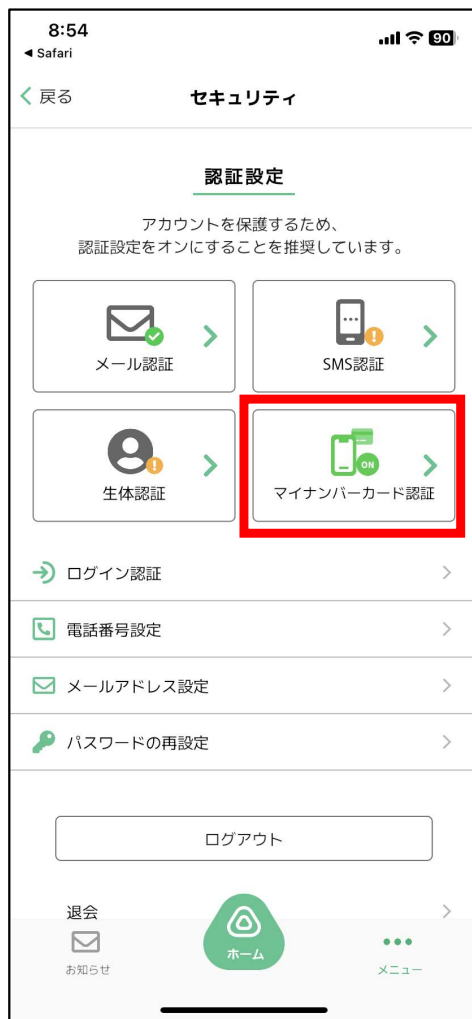 8:54
90
◀ Safari
戻る
セキュリティ
認証設定
アカウントを保護するため、
認証設定をオンにすることを推奨しています。
メール認証
SMS認証
生体認証
ON
マイナンバーカード認証
ログイン認証
電話番号設定
メールアドレス設定
パスワードの再設定
ログアウト
退会
お知らせ
ホーム
メニュー